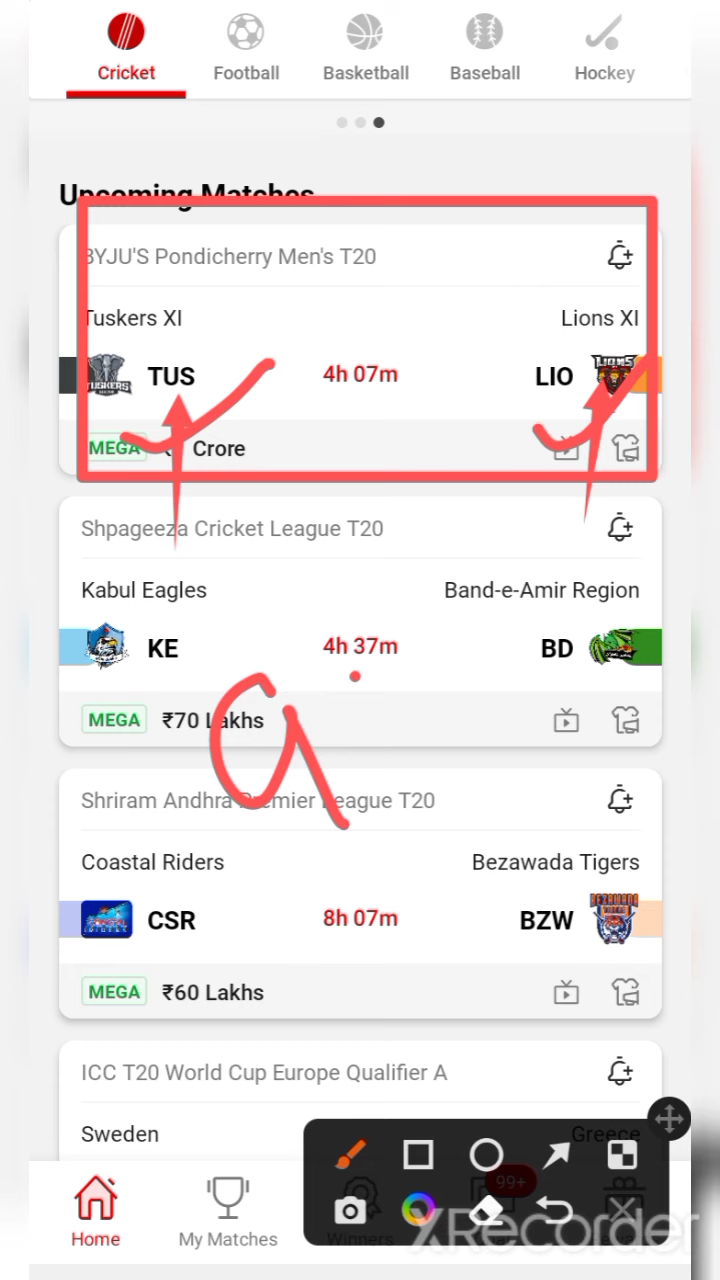 Cricket Football Basketball Baseball Hockey
Upcoming Matches
BYJU'S Pondicherry Men's T20
Tuskers XI Lions XI
TUSKERS TUS 4h 07m LIO LIONS
MEGA Crore
Shpageeza Cricket League T20
Kabul Eagles Band-e-Amir Region
KE 4h 37m BD
MEGA ₹70 Lakhs
Shriram Andhra Premier League T20
Coastal Riders Bezawada Tigers
CSR 8h 07m BZW BEZAWADA
MEGA ₹60 Lakhs
ICC T20 World Cup Europe Qualifier A
Sweden Greece
99+
Home My Matches Winners
XRecorder